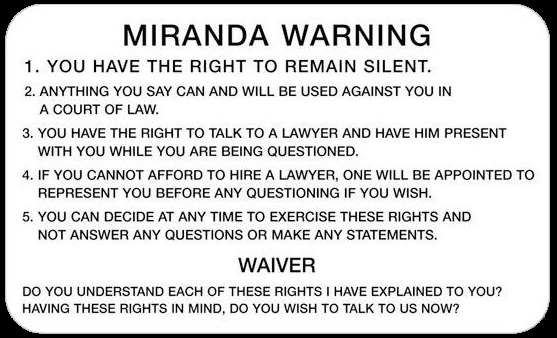 MIRANDA WARNING
1. YOU HAVE THE RIGHT TO REMAIN SILENT.
2. ANYTHING YOU SAY CAN AND WILL BE USED AGAINST YOU IN
A COURT OF LAW.
3. YOU HAVE THE RIGHT TO TALK TO A LAWYER AND HAVE HIM PRESENT
WITH YOU WHILE YOU ARE BEING QUESTIONED.
4. IF YOU CANNOT AFFORD TO HIRE A LAWYER, ONE WILL BE APPOINTED TO
REPRESENT YOU BEFORE ANY QUESTIONING IF YOU WISH.
5. YOU CAN DECIDE AT ANY TIME TO EXERCISE THESE RIGHTS AND
NOT ANSWER ANY QUESTIONS OR MAKE ANY STATEMENTS.
WAIVER
DO YOU UNDERSTAND EACH OF THESE RIGHTS I HAVE EXPLAINED TO YOU?
HAVING THESE RIGHTS IN MIND, DO YOU WISH TO TALK TO US NOW?